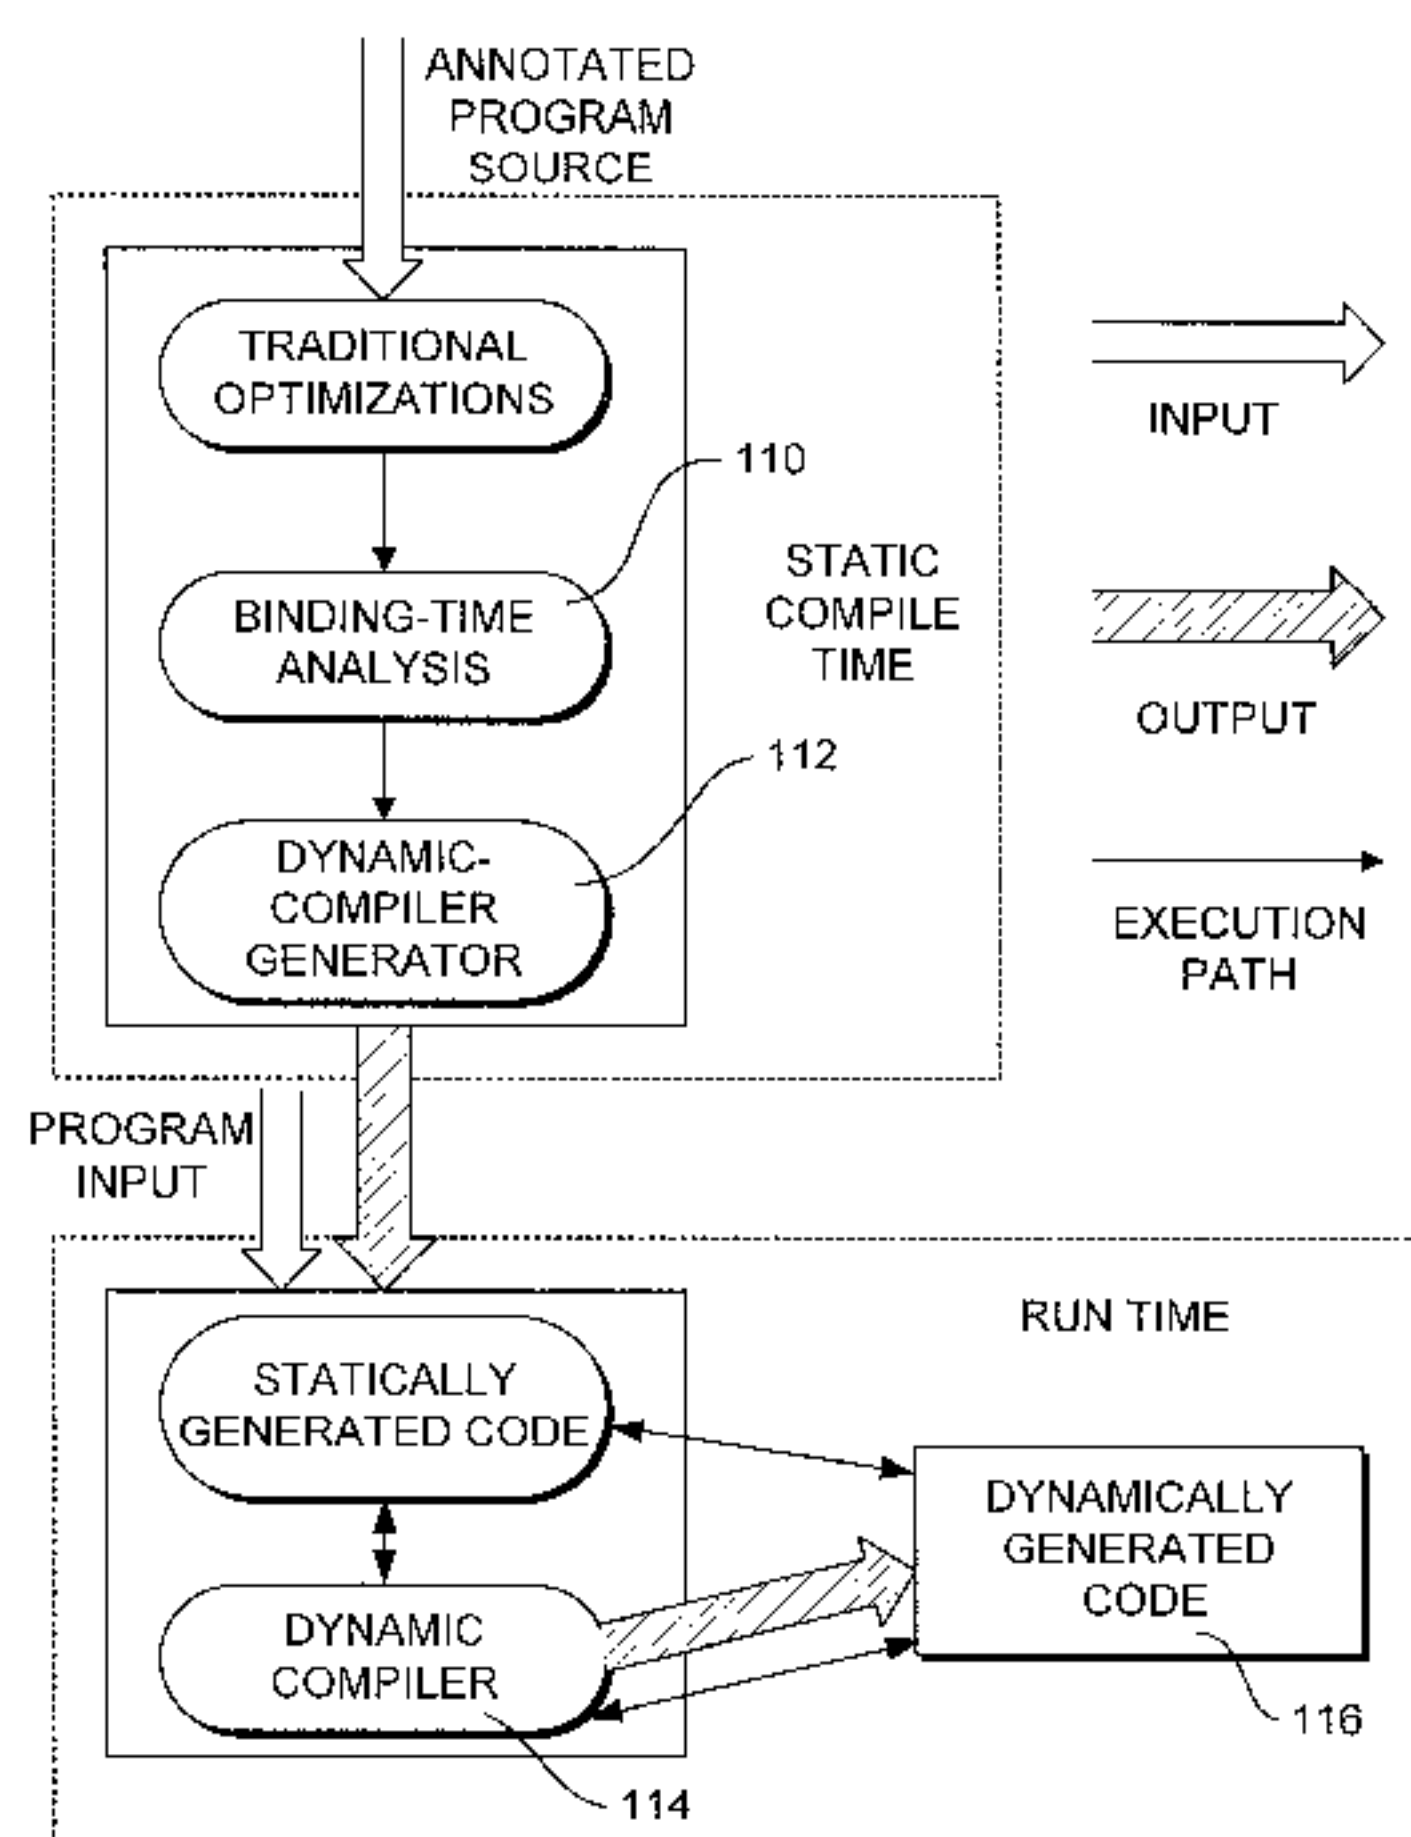 ANNOTATED
PROGRAM
SOURCE
TRADITIONAL
OPTIMIZATIONS
110
BINDING-TIME
ANALYSIS
STATIC
COMPILE
TIME
112
DYNAMIC-
COMPILER
GENERATOR
INPUT
OUTPUT
EXECUTION
PATH
PROGRAM
INPUT
RUN TIME
STATICALLY
GENERATED CODE
DYNAMICALLY
GENERATED
CODE
DYNAMIC
COMPILER
116
114